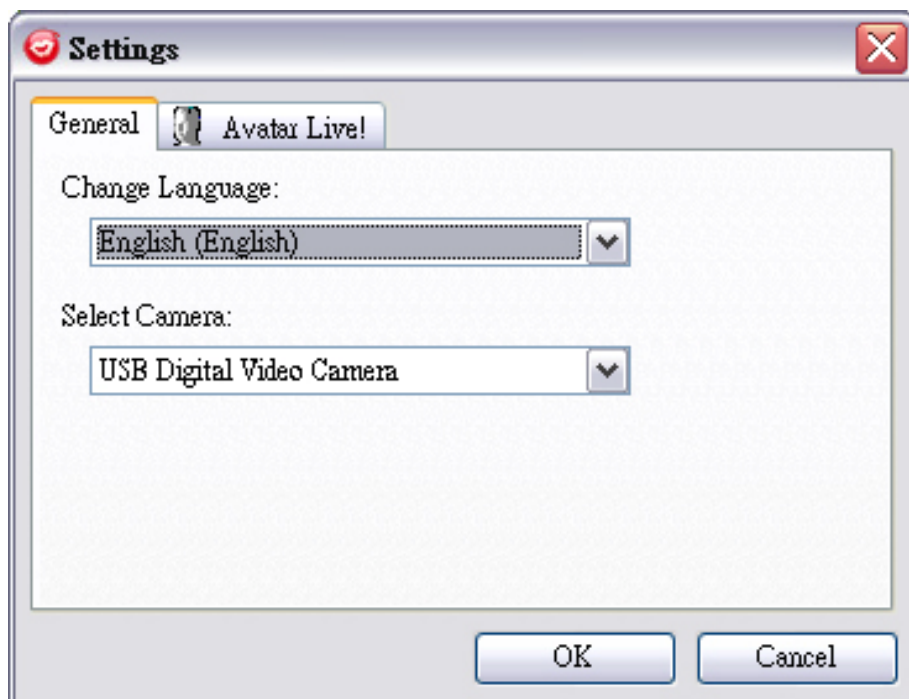 Settings
General
Avatar Live!
Change Language:
English (English)
Select Camera:
USB Digital Video Camera
OK
Cancel